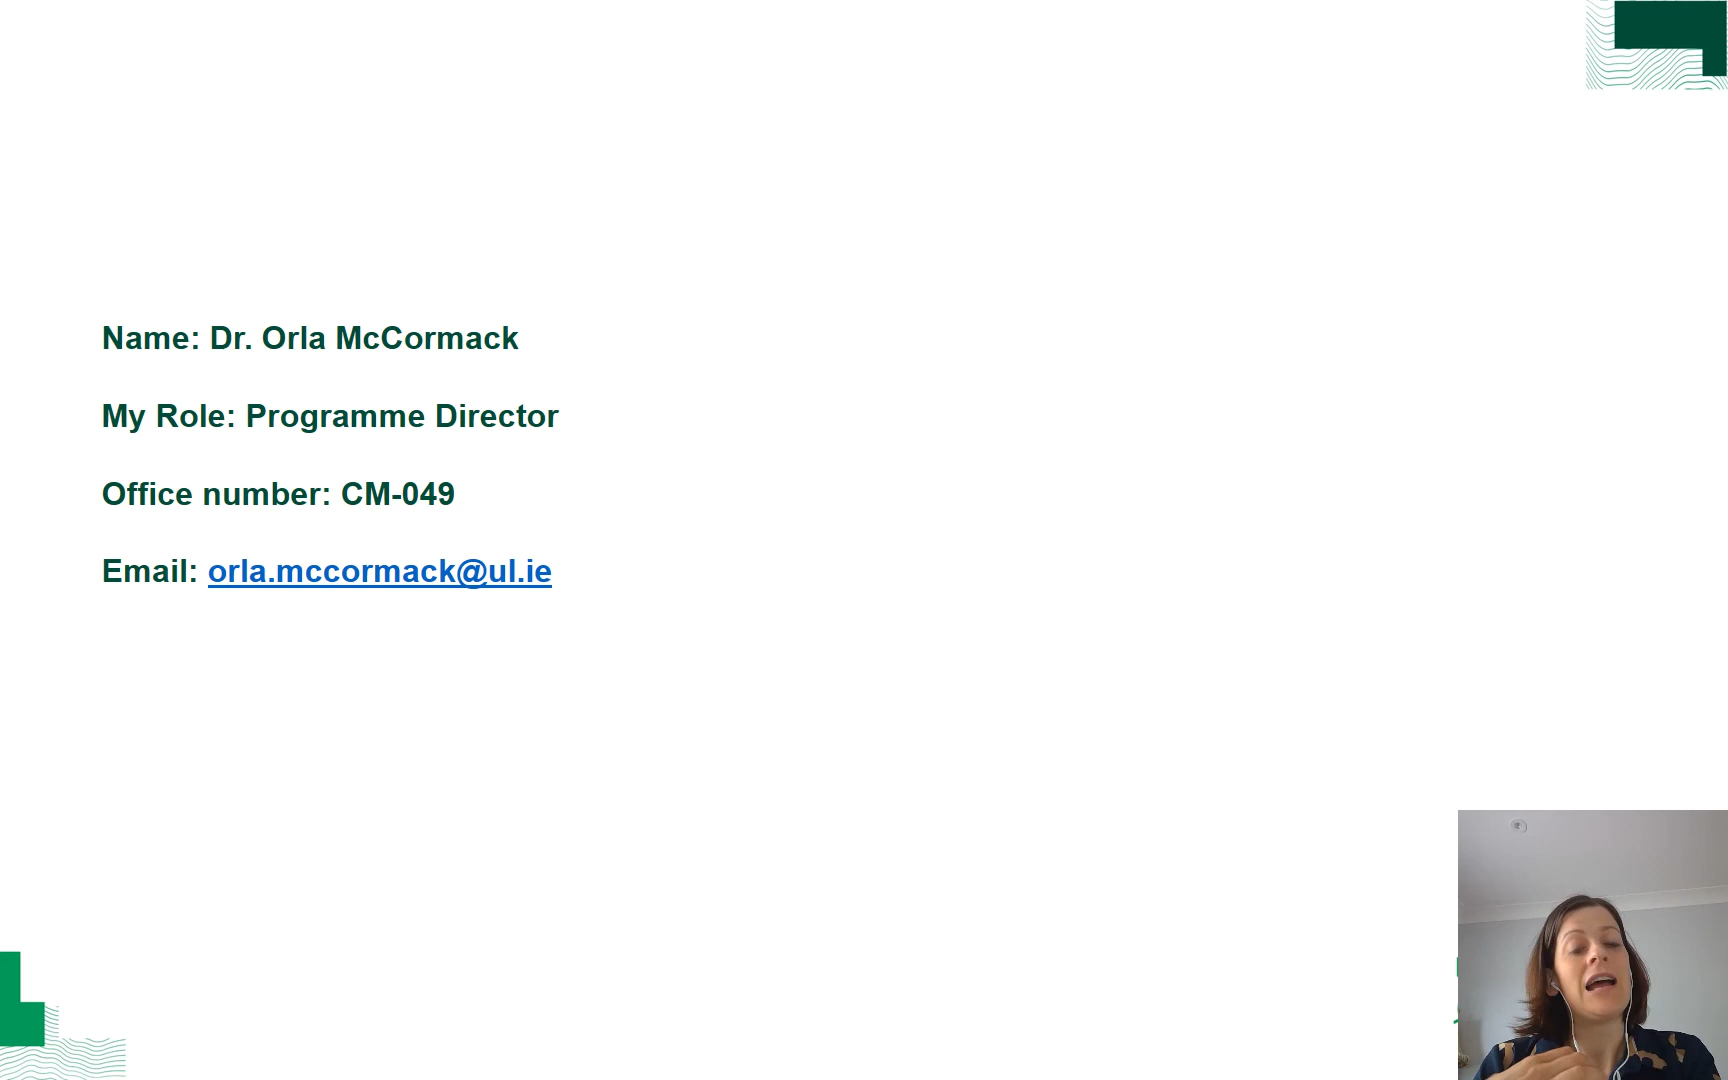 Name: Dr. Orla McCormack
My Role: Programme Director
Office number: CM-049
Email: orla.mccormack@ul.ie